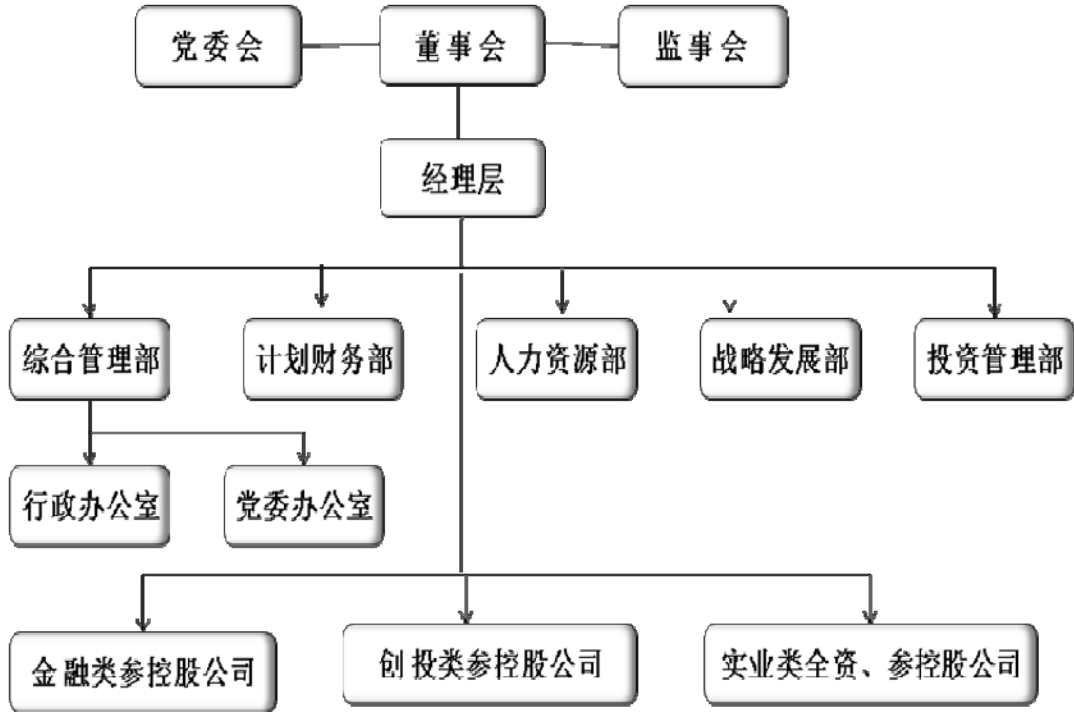 党委会
董事会
监事会
经理层
综合管理部
计划财务部
人力资源部
战略发展部
投资管理部
行政办公室
党委办公室
金融类参控股公司
创投类参控股公司
实业类全资、参控股公司